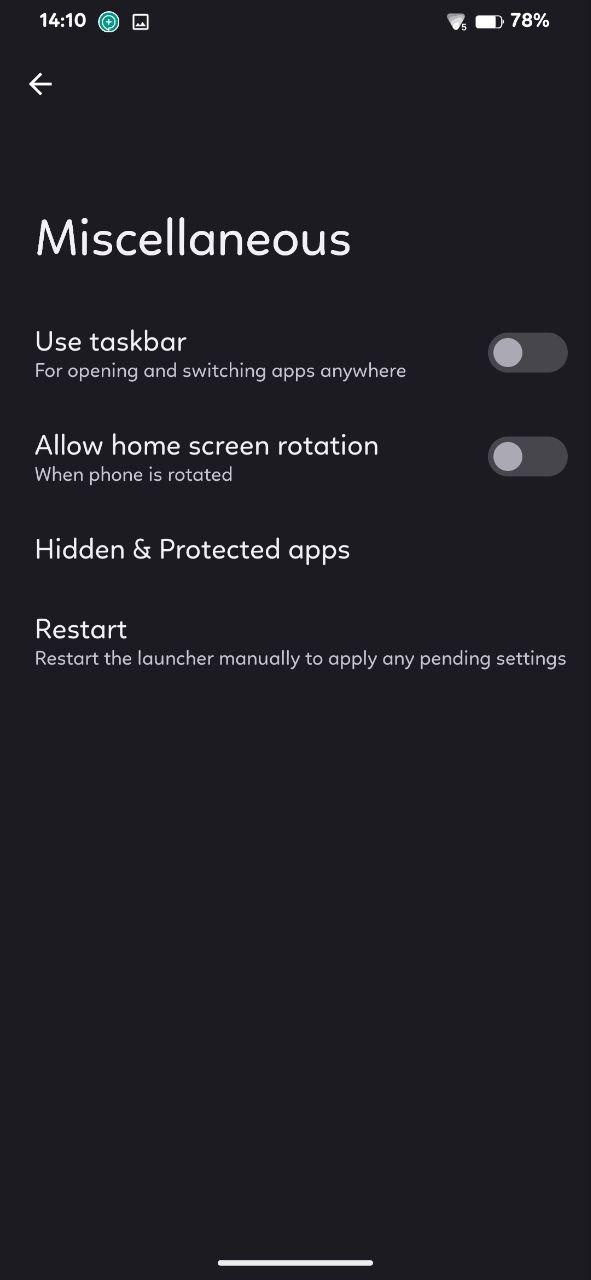 14:10
5
78%
Miscellaneous
Use taskbar
For opening and switching apps anywhere
Allow home screen rotation
When phone is rotated
Hidden & Protected apps
Restart
Restart the launcher manually to apply any pending settings